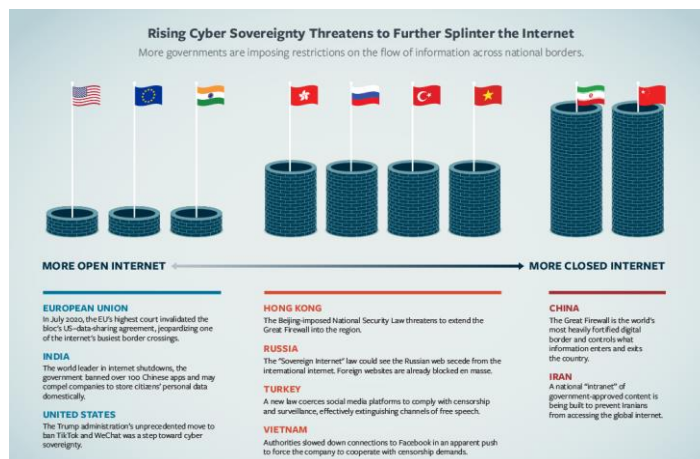 Rising Cyber Sovereignty Threatens to Further Splinter the Internet
More governments are imposing restrictions on the flow of information across national borders.
MORE OPEN INTERNET
MORE CLOSED INTERNET
EUROPEAN UNION
In July 2020, the EU's highest court invalidated the
bloc's US–data-sharing agreement, jeopardizing one
of the internet's busiest border crossings.
INDIA
The world leader in internet shutdowns, the
government banned over 100 Chinese apps and may
compel companies to store citizens' personal data
domestically.
UNITED STATES
The Trump administration's unprecedented move to
ban TikTok and WeChat was a step toward cyber
sovereignty.
HONG KONG
The Beijing-imposed National Security Law threatens to extend the
Great Firewall into the region.
RUSSIA
The "Sovereign Internet" law could see the Russian web secede from the
international internet. Foreign websites are already blocked en masse.
TURKEY
A new law coerces social media platforms to comply with censorship
and surveillance, effectively extinguishing channels of free speech.
VIETNAM
Authorities slowed down connections to Facebook in an apparent push
to force the company to cooperate with censorship demands.
CHINA
The Great Firewall is the world's
most heavily fortified digital
border and controls what
information enters and exits
the country.
IRAN
A national "intranet" of
government-approved content is
being built to prevent Iranians
from accessing the global internet.